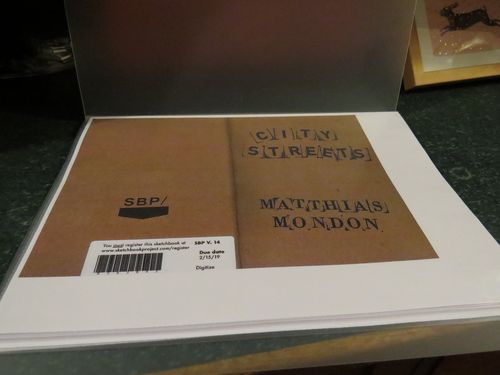 SBP/
You must register this sketchbook at
www.sketchbookproject.com/register
SBP V. 14
Due date
2/15/19
Digitize
CITY
STREETS
MATTHIAS
MONDON